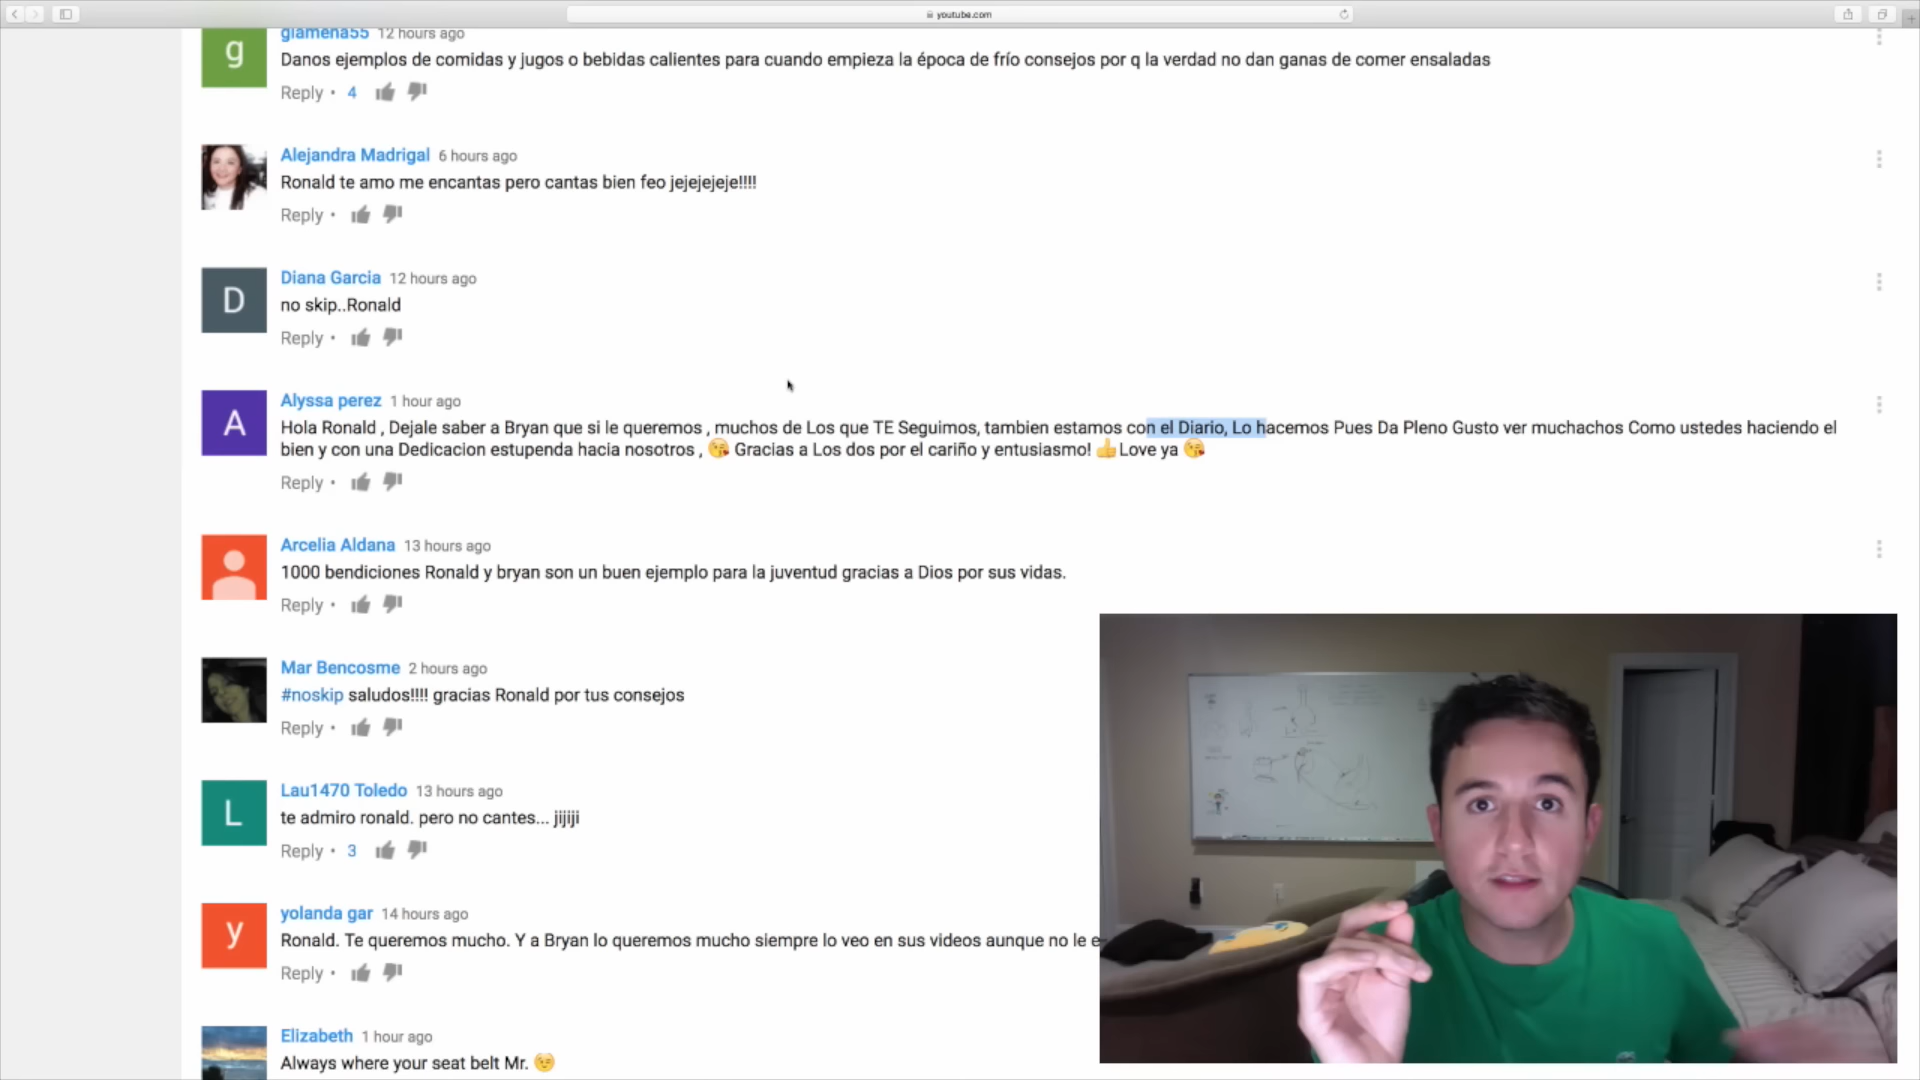 youtube.com
g
glamena55 12 hours ago
Danos ejemplos de comidas y jugos o bebidas calientes para cuando empieza la época de frío consejos por q la verdad no dan ganas de comer ensaladas
Reply • 4
Alejandra Madrigal 6 hours ago
Ronald te amo me encantas pero cantas bien feo jejejejeje!!!!
Reply •
D
Diana Garcia 12 hours ago
no skip..Ronald
Reply •
A
Alyssa perez 1 hour ago
Hola Ronald , Dejale saber a Bryan que si le queremos , muchos de Los que TE Seguimos, tambien estamos con el Diario, Lo hacemos Pues Da Pleno Gusto ver muchachos Como ustedes haciendo el
bien y con una Dedicacion estupenda hacia nosotros , 😘 Gracias a Los dos por el cariño y entusiasmo! 👍Love ya 😘
Reply •
Arcelia Aldana 13 hours ago
1000 bendiciones Ronald y bryan son un buen ejemplo para la juventud gracias a Dios por sus vidas.
Reply •
Mar Bencosme 2 hours ago
#noskip saludos!!!! gracias Ronald por tus consejos
Reply •
L
Lau1470 Toledo 13 hours ago
te admiro ronald. pero no cantes... jijiji
Reply • 3
y
yolanda gar 14 hours ago
Ronald. Te queremos mucho. Y a Bryan lo queremos mucho siempre lo veo en sus videos aunque no le e
Reply •
Elizabeth 1 hour ago
Always where your seat belt Mr. 😉